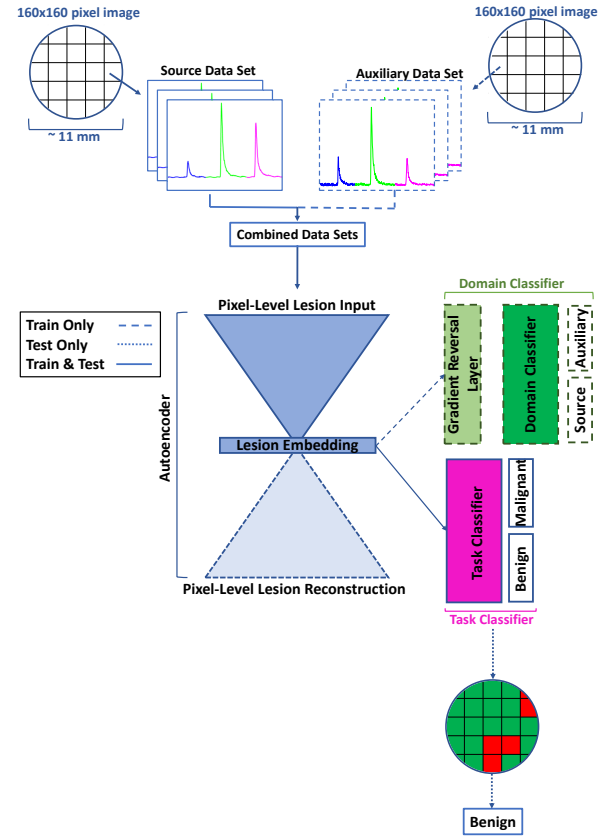 160x160 pixel image
160x160 pixel image
Source Data Set
Auxiliary Data Set
~ 11 mm
~ 11 mm
Combined Data Sets
Domain Classifier
Pixel-Level Lesion Input
Train Only
Test Only
Train & Test
Autoencoder
Gradient Reversal
Layer
Domain Classifier
Auxiliary
Source
Lesion Embedding
Task Classifier
Malignant
Benign
Pixel-Level Lesion Reconstruction
Task Classifier
Benign